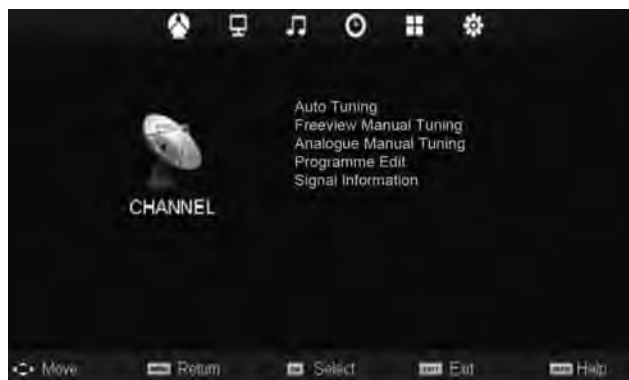 Auto Tuning
Freeview Manual Tuning
Analogue Manual Tuning
Programme Edit
Signal Information
CHANNEL
Move Return Select Exit Help